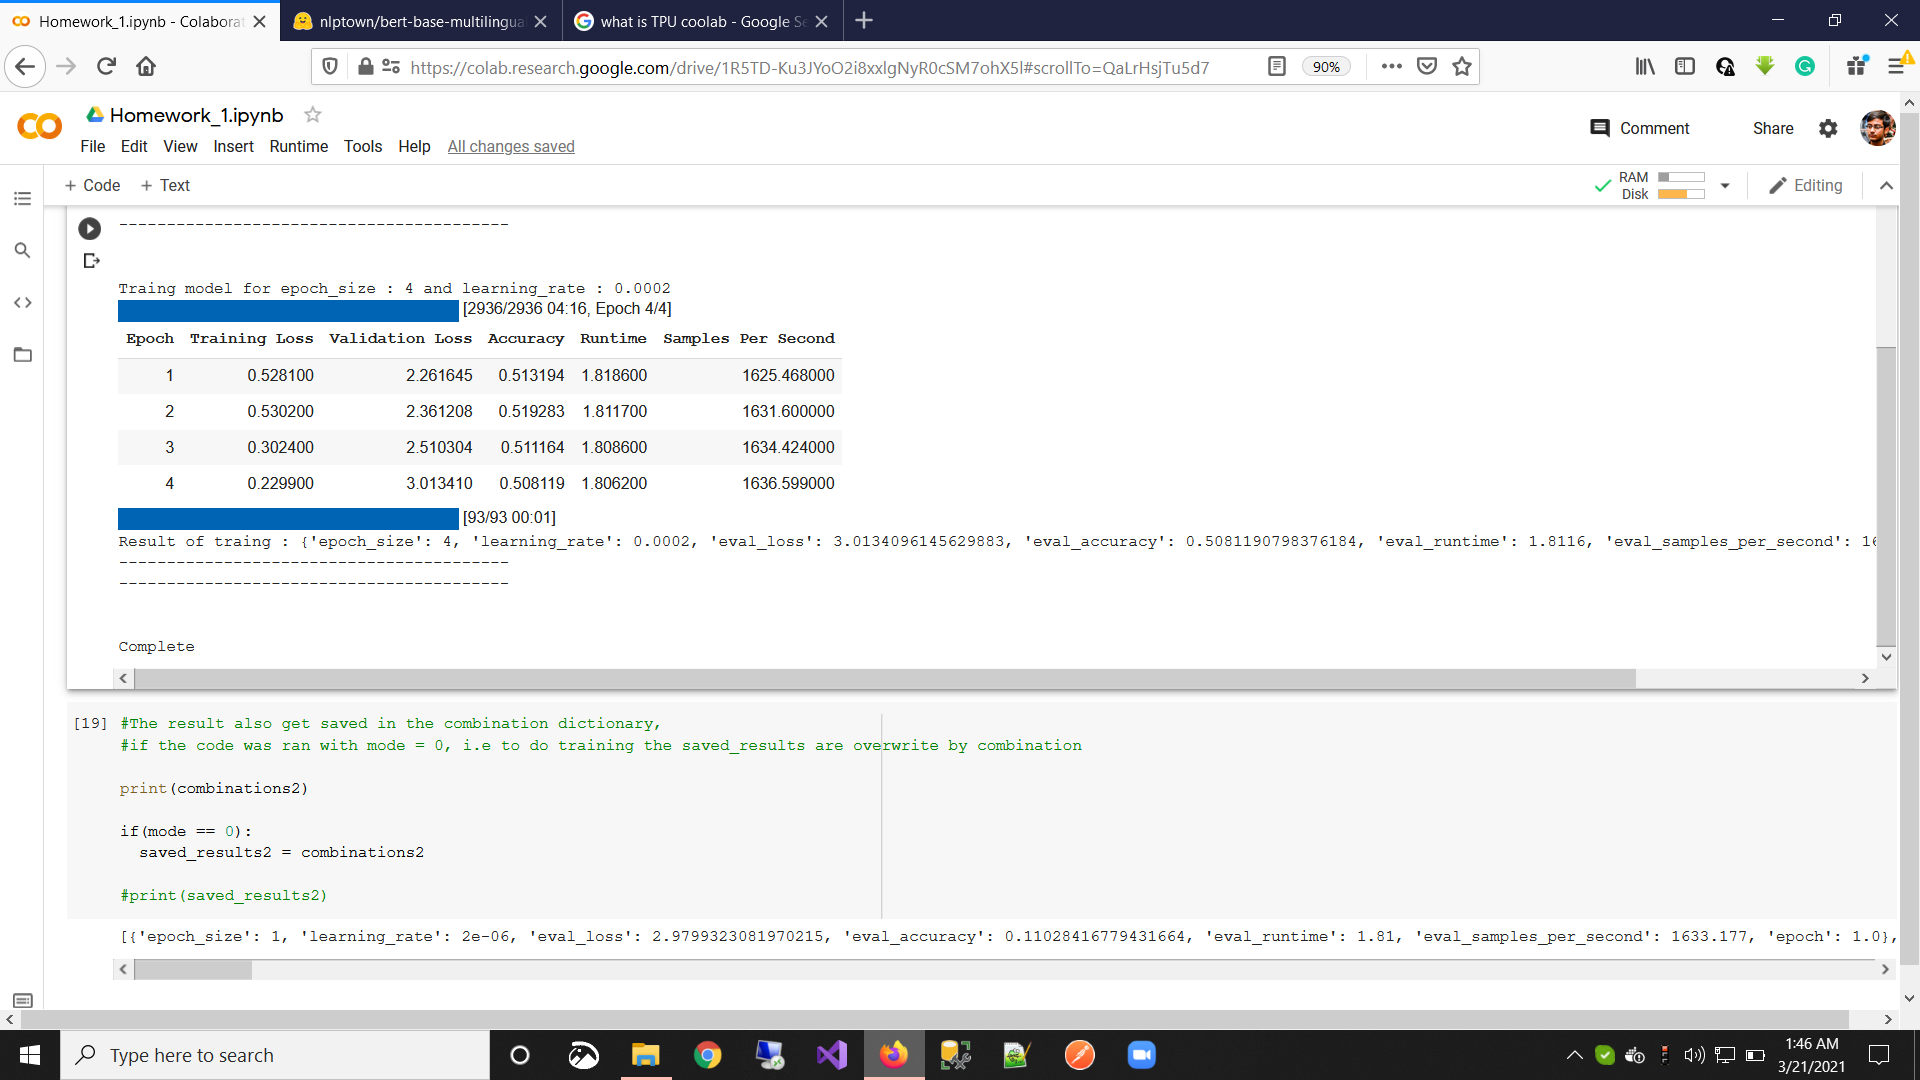 Homework_1.ipynb - Colaborat
nlptown/bert-base-multilingua
what is TPU coolab - Google Se
https://colab.research.google.com/drive/1R5TD-Ku3JYoO2i8xxlgNyR0cSM7ohX5l#scrollTo=QaLrHsjTu5d7
90%
Homework_1.ipynb
Comment
Share
File Edit View Insert Runtime Tools Help All changes saved
+ Code + Text
RAM
Disk
Editing
-----------------------------------------
Traing model for epoch_size : 4 and learning_rate : 0.0002
[2936/2936 04:16, Epoch 4/4]
Epoch Training Loss Validation Loss Accuracy Runtime Samples Per Second
1 0.528100 2.261645 0.513194 1.818600 1625.468000
2 0.530200 2.361208 0.519283 1.811700 1631.600000
3 0.302400 2.510304 0.511164 1.808600 1634.424000
4 0.229900 3.013410 0.508119 1.806200 1636.599000
[93/93 00:01]
Result of traing : {'epoch_size': 4, 'learning_rate': 0.0002, 'eval_loss': 3.0134096145629883, 'eval_accuracy': 0.5081190798376184, 'eval_runtime': 1.8116, 'eval_samples_per_second': 16
-----------------------------------------
-----------------------------------------
Complete
[19] #The result also get saved in the combination dictionary,
#if the code was ran with mode = 0, i.e to do training the saved_results are overwrite by combination
print(combinations2)
if(mode == 0):
saved_results2 = combinations2
#print(saved_results2)
[{'epoch_size': 1, 'learning_rate': 2e-06, 'eval_loss': 2.9799323081970215, 'eval_accuracy': 0.11028416779431664, 'eval_runtime': 1.81, 'eval_samples_per_second': 1633.177, 'epoch': 1.0},
Type here to search
1:46 AM
3/21/2021